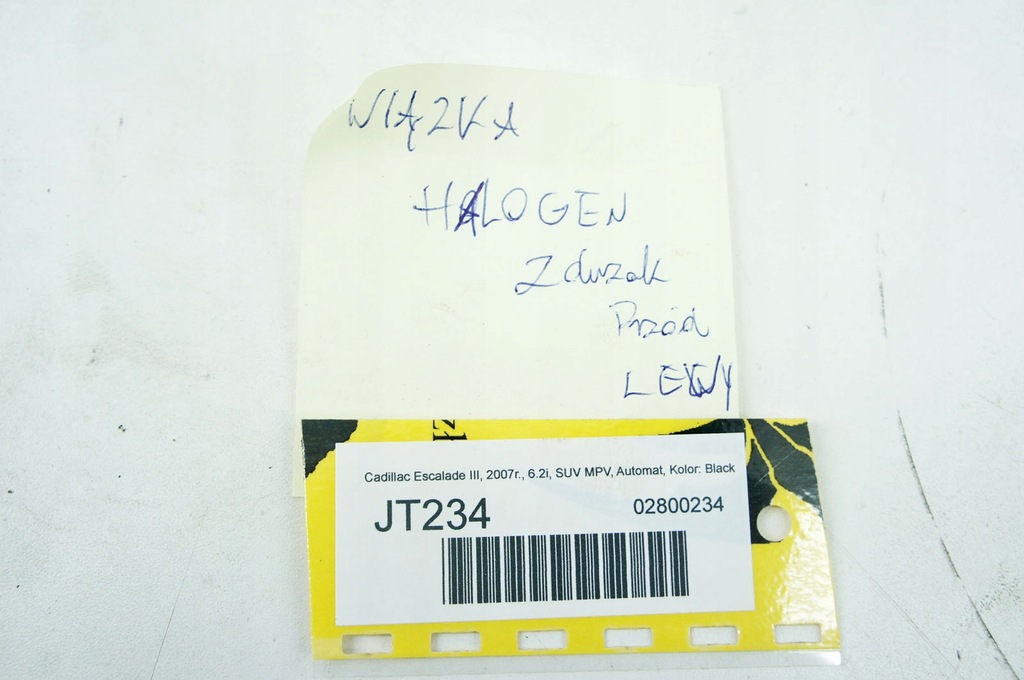 WIĄZKA
HALOGEN
Zderzak
Przód
LEWY
Cadillac Escalade III, 2007r., 6.2i, SUV MPV, Automat, Kolor: Black
JT234
02800234